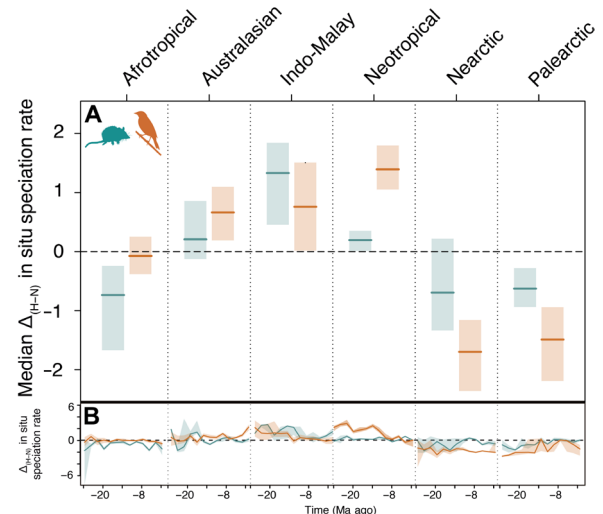 Afrotropical
Australasian
Indo-Malay
Neotropical
Nearctic
Palearctic
A
Median Δ(H−N) in situ speciation rate
2
1
0
-1
-2
B
Δ(H−N) in situ
speciation rate
6
0
−6
−20 −8 −20 −8 −20 −8 −20 −8 −20 −8 −20 −8
Time (Ma ago)